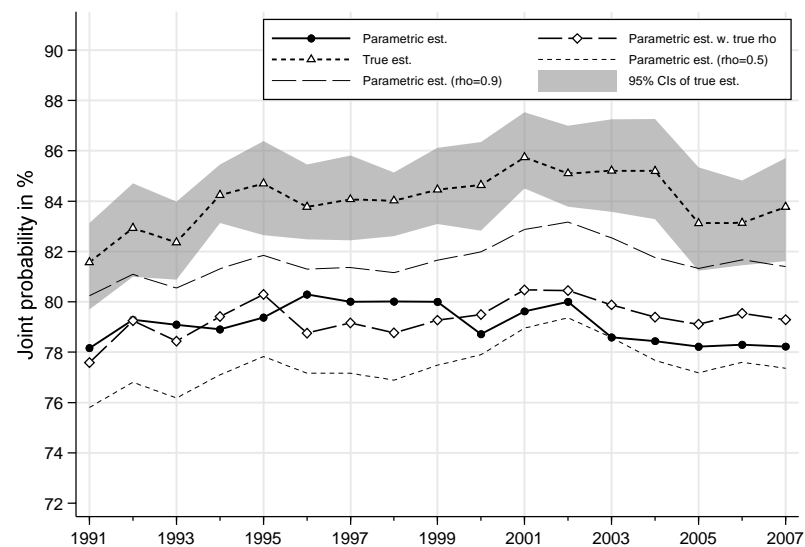 Parametric est.
True est.
Parametric est. (rho=0.9)
Parametric est. w. true rho
Parametric est. (rho=0.5)
95% CIs of true est.
Joint probability in %
90
88
86
84
82
80
78
76
74
72
1991 1993 1995 1997 1999 2001 2003 2005 2007